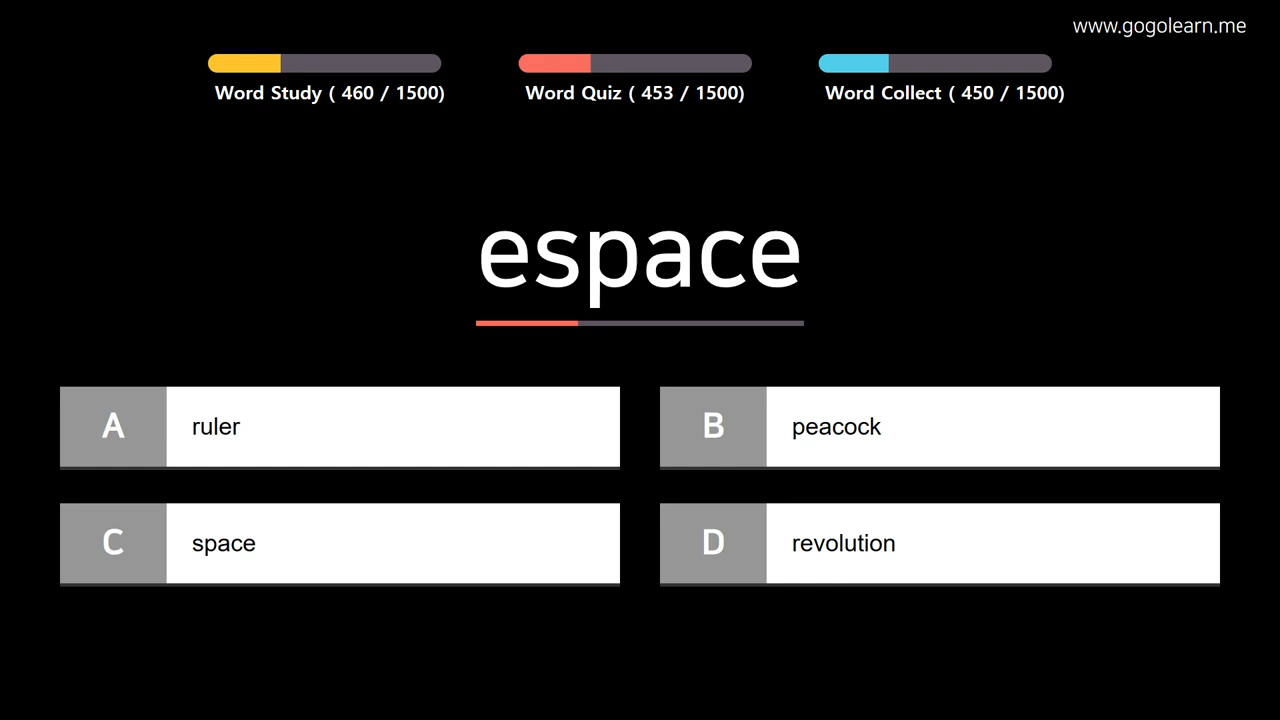 www.gogolearn.me
Word Study ( 460 / 1500)
Word Quiz ( 453 / 1500)
Word Collect ( 450 / 1500)
espace
A ruler
B peacock
C space
D revolution